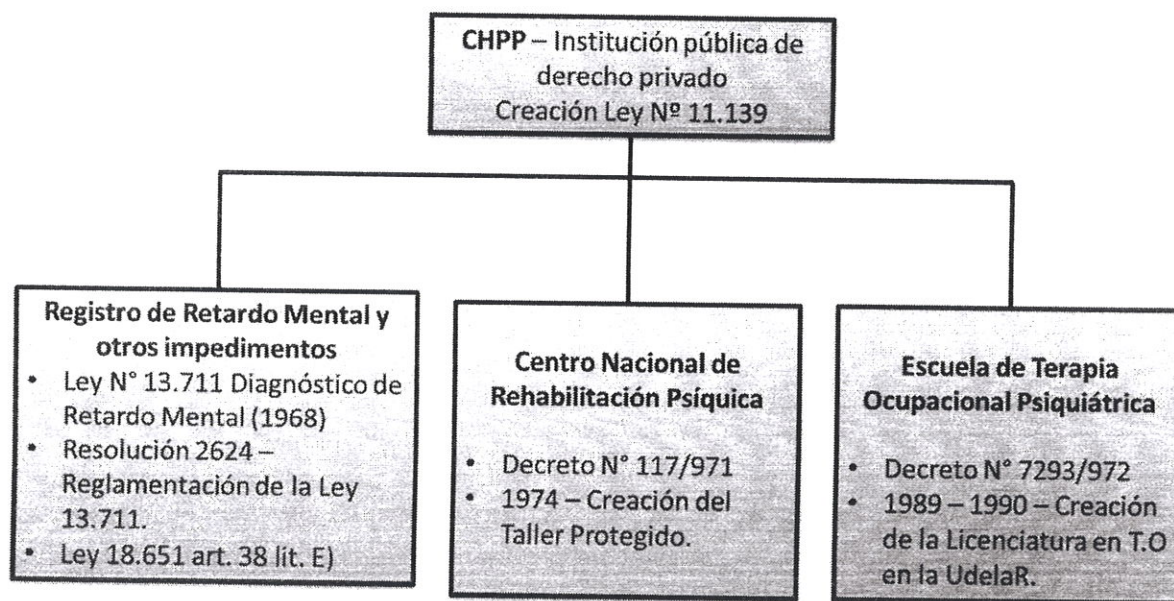 CHPP – Institución pública de
derecho privado
Creación Ley Nº 11.139
Registro de Retardo Mental y
otros impedimentos
• Ley N° 13.711 Diagnóstico de
Retardo Mental (1968)
• Resolución 2624 –
Reglamentación de la Ley
13.711.
• Ley 18.651 art. 38 lit. E)
Centro Nacional de
Rehabilitación Psíquica
• Decreto N° 117/971
• 1974 – Creación del
Taller Protegido.
Escuela de Terapia
Ocupacional Psiquiátrica
• Decreto N° 7293/972
• 1989 – 1990 – Creación
de la Licenciatura en T.O
en la UdelaR.